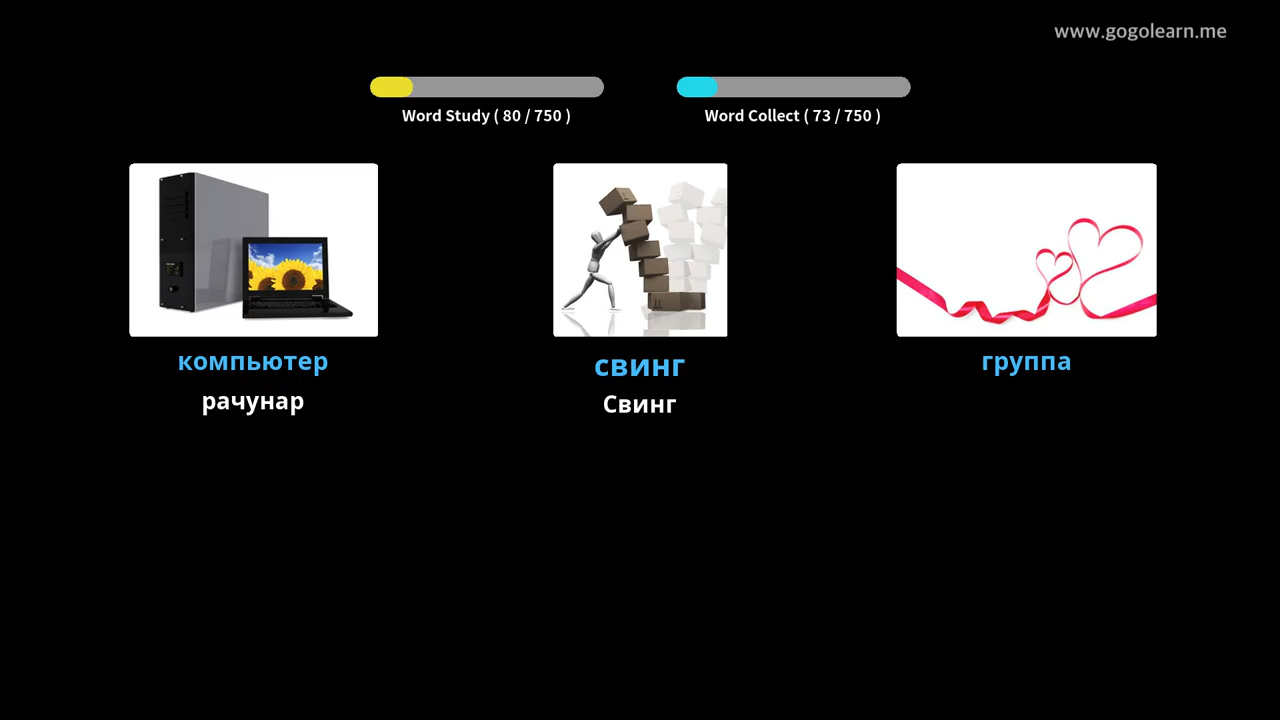 www.gogolearn.me
Word Study ( 80 / 750 )
Word Collect ( 73 / 750 )
компьютер
рачунар
свинг
Свинг
группа